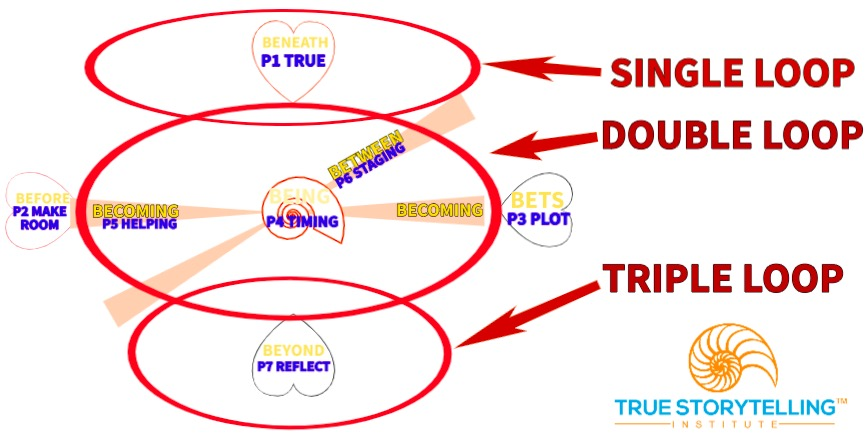 BENEATH
P1 TRUE
SINGLE LOOP
DOUBLE LOOP
BETWEEN
P6 STAGING
BEFORE
P2 MAKE
ROOM
BECOMING
P5 HELPING
BEING
P4 TIMING
BECOMING
BETS
P3 PLOT
TRIPLE LOOP
BEYOND
P7 REFLECT
TRUE STORYTELLING™
INSTITUTE